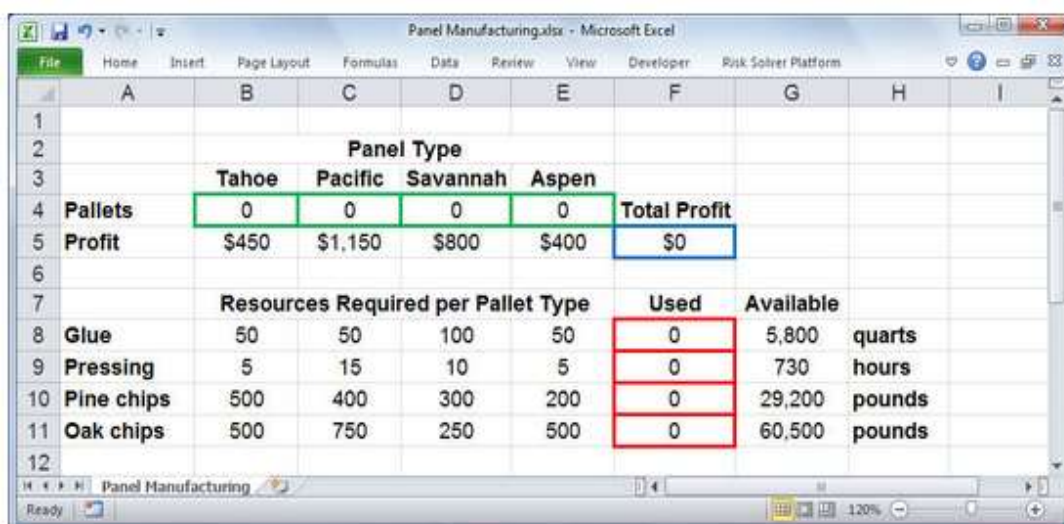 Panel Manufacturing.xlsx - Microsoft Excel
File Home Insert Page Layout Formulas Data Review View Developer Risk Solver Platform
A B C D E F G H I
1
2 Panel Type
3 Tahoe Pacific Savannah Aspen
4 Pallets 0 0 0 0 Total Profit
5 Profit $450 $1,150 $800 $400 $0
6
7 Resources Required per Pallet Type Used Available
8 Glue 50 50 100 50 0 5,800 quarts
9 Pressing 5 15 10 5 0 730 hours
10 Pine chips 500 400 300 200 0 29,200 pounds
11 Oak chips 500 750 250 500 0 60,500 pounds
12
Panel Manufacturing
Ready 120%